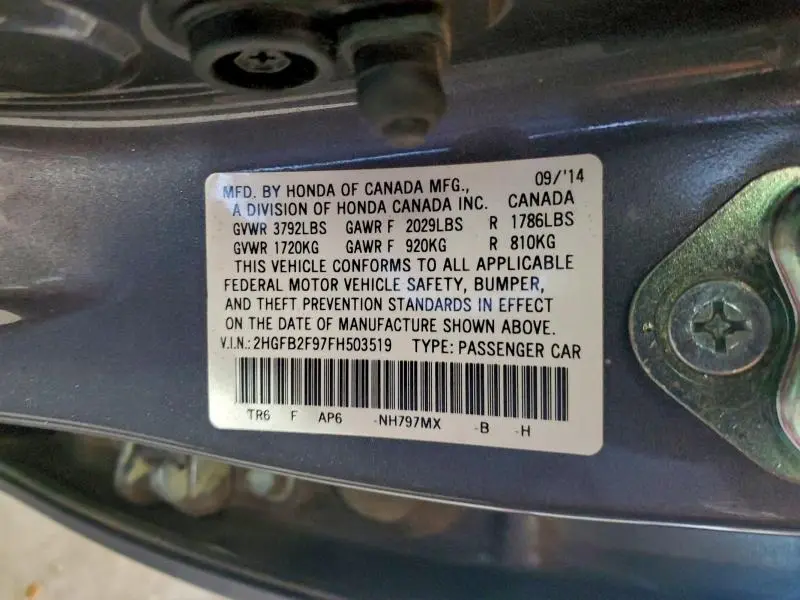 09/'14
MFD. BY HONDA OF CANADA MFG.,
A DIVISION OF HONDA CANADA INC. CANADA
GVWR 3792LBS GAWR F 2029LBS R 1786LBS
GVWR 1720KG GAWR F 920KG R 810KG
THIS VEHICLE CONFORMS TO ALL APPLICABLE
FEDERAL MOTOR VEHICLE SAFETY, BUMPER,
AND THEFT PREVENTION STANDARDS IN EFFECT
ON THE DATE OF MANUFACTURE SHOWN ABOVE.
V.I.N.: 2HGFB2F97FH503519 TYPE: PASSENGER CAR
TR6 F AP6 -NH797MX -B -H